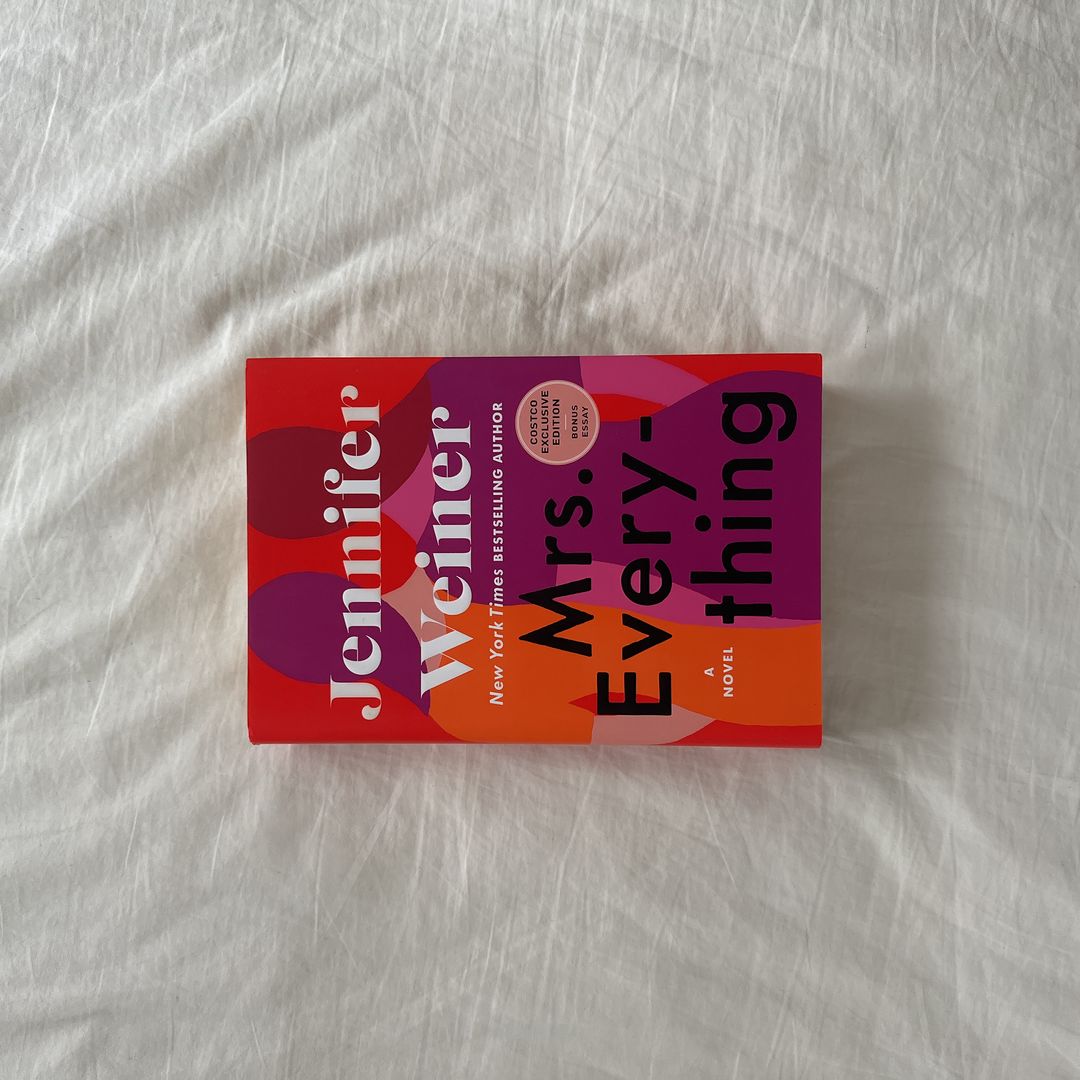 Jennifer
Weiner
New York Times BESTSELLING AUTHOR
COSTCO
EXCLUSIVE
EDITION
BONUS
ESSAY
Mrs.
Every-
thing
A
NOVEL